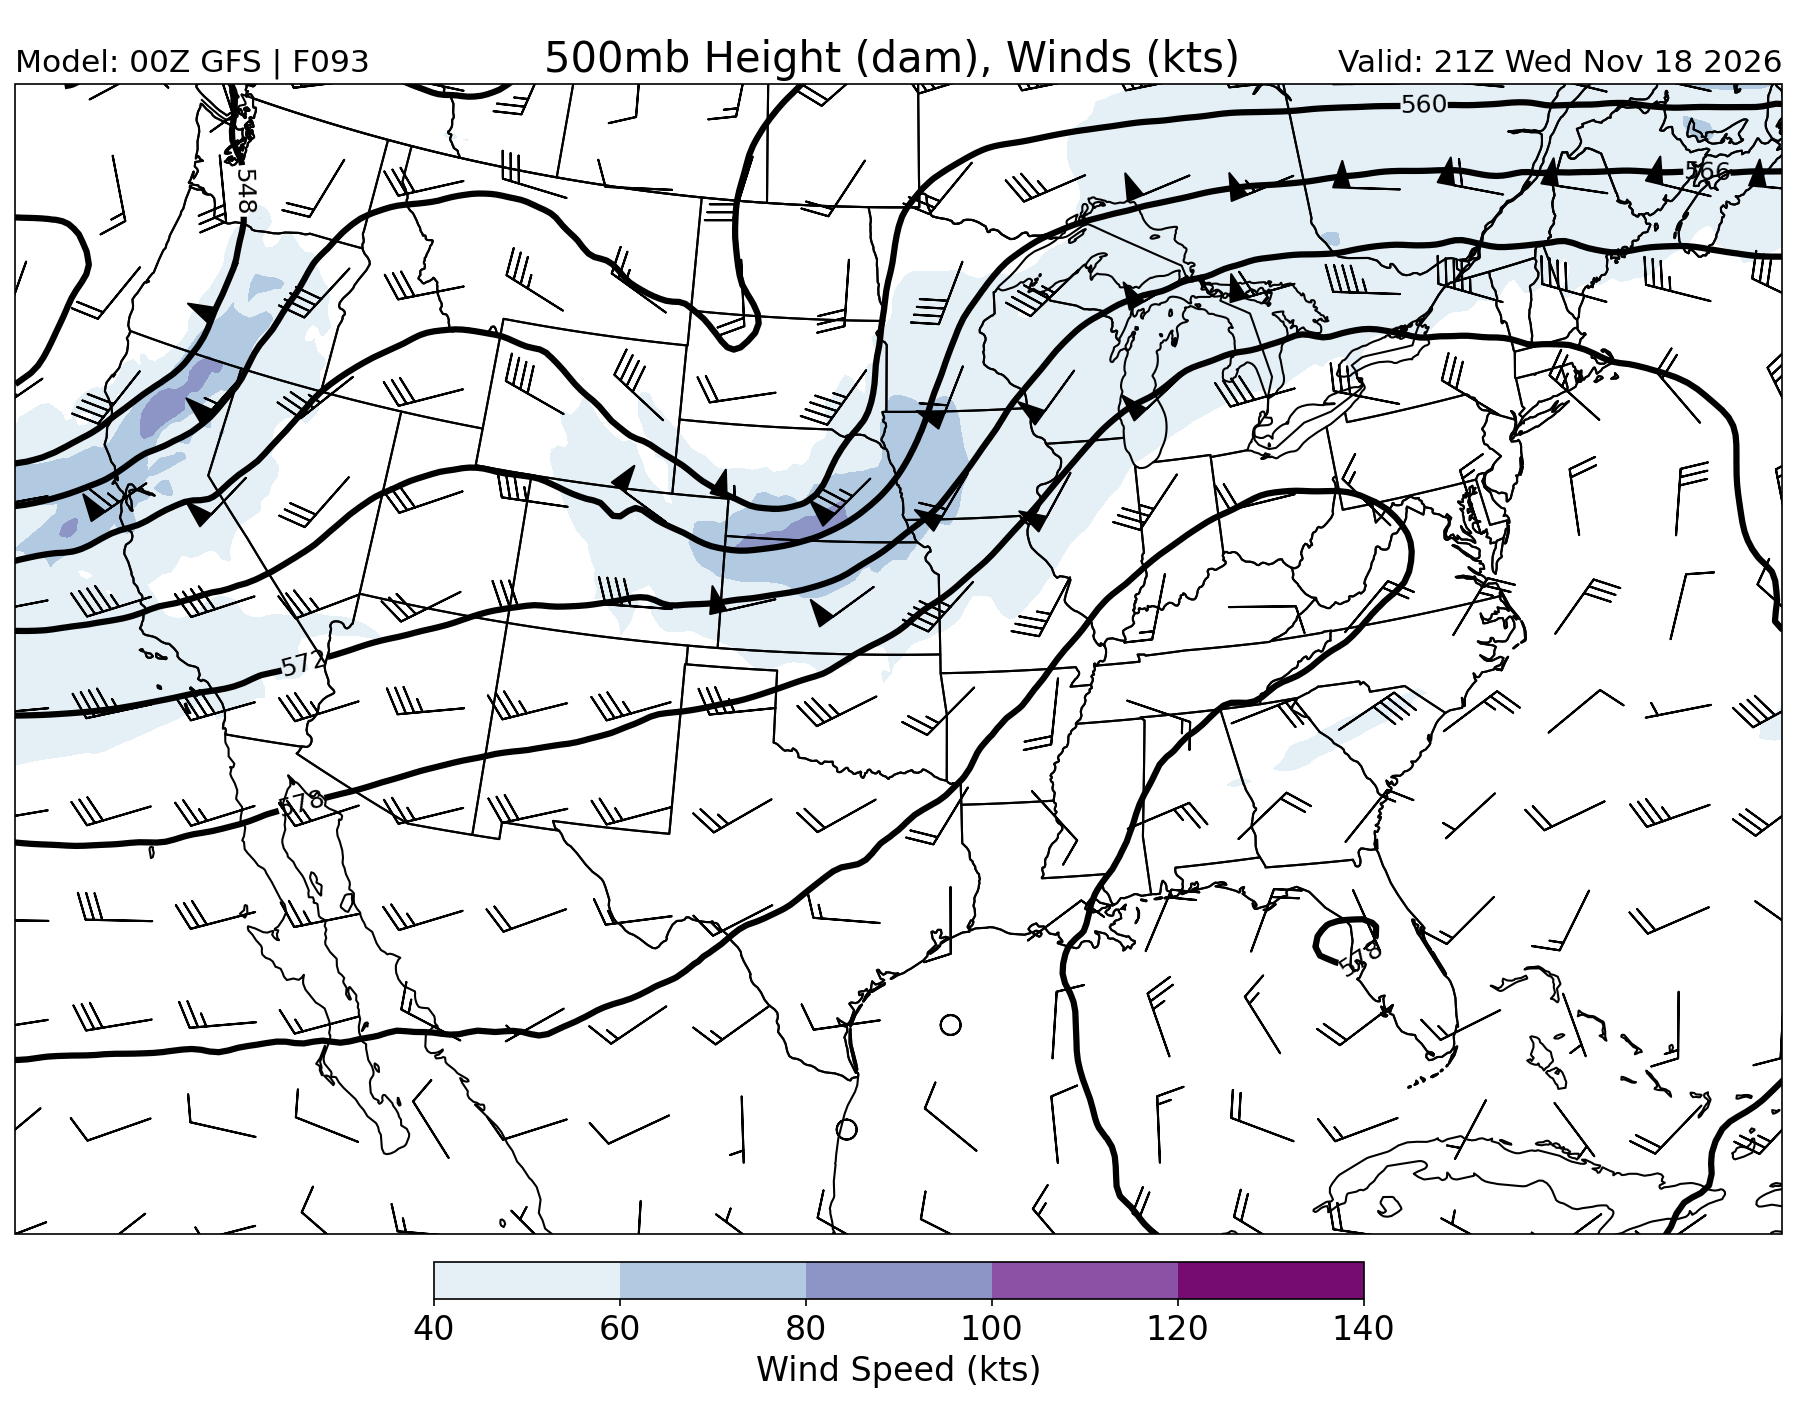 Model: 00Z GFS | F093
500mb Height (dam), Winds (kts)
Valid: 21Z Wed Nov 18 2026
560
566
548
572
578
578
40 60 80 100 120 140
Wind Speed (kts)